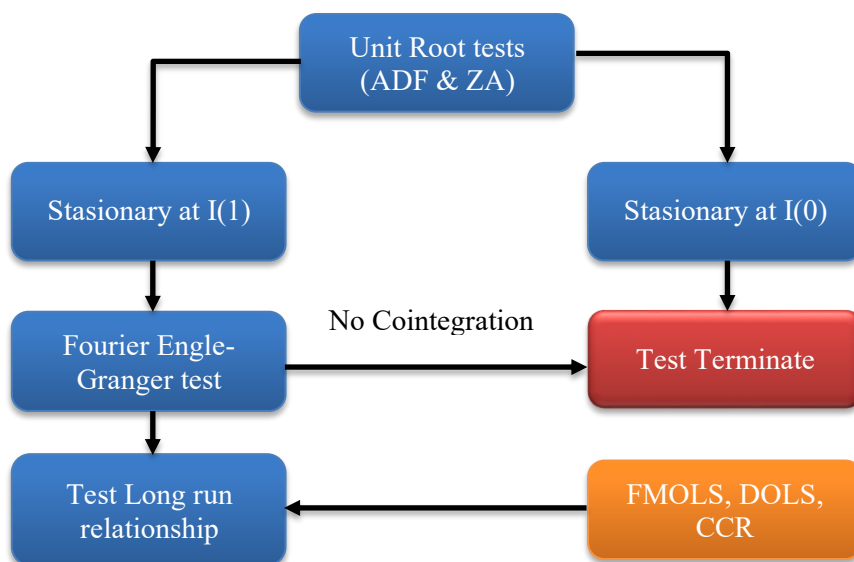 Unit Root tests
(ADF & ZA)
Stasionary at I(1)
Stasionary at I(0)
No Cointegration
Fourier Engle-
Granger test
Test Terminate
Test Long run
relationship
FMOLS, DOLS,
CCR